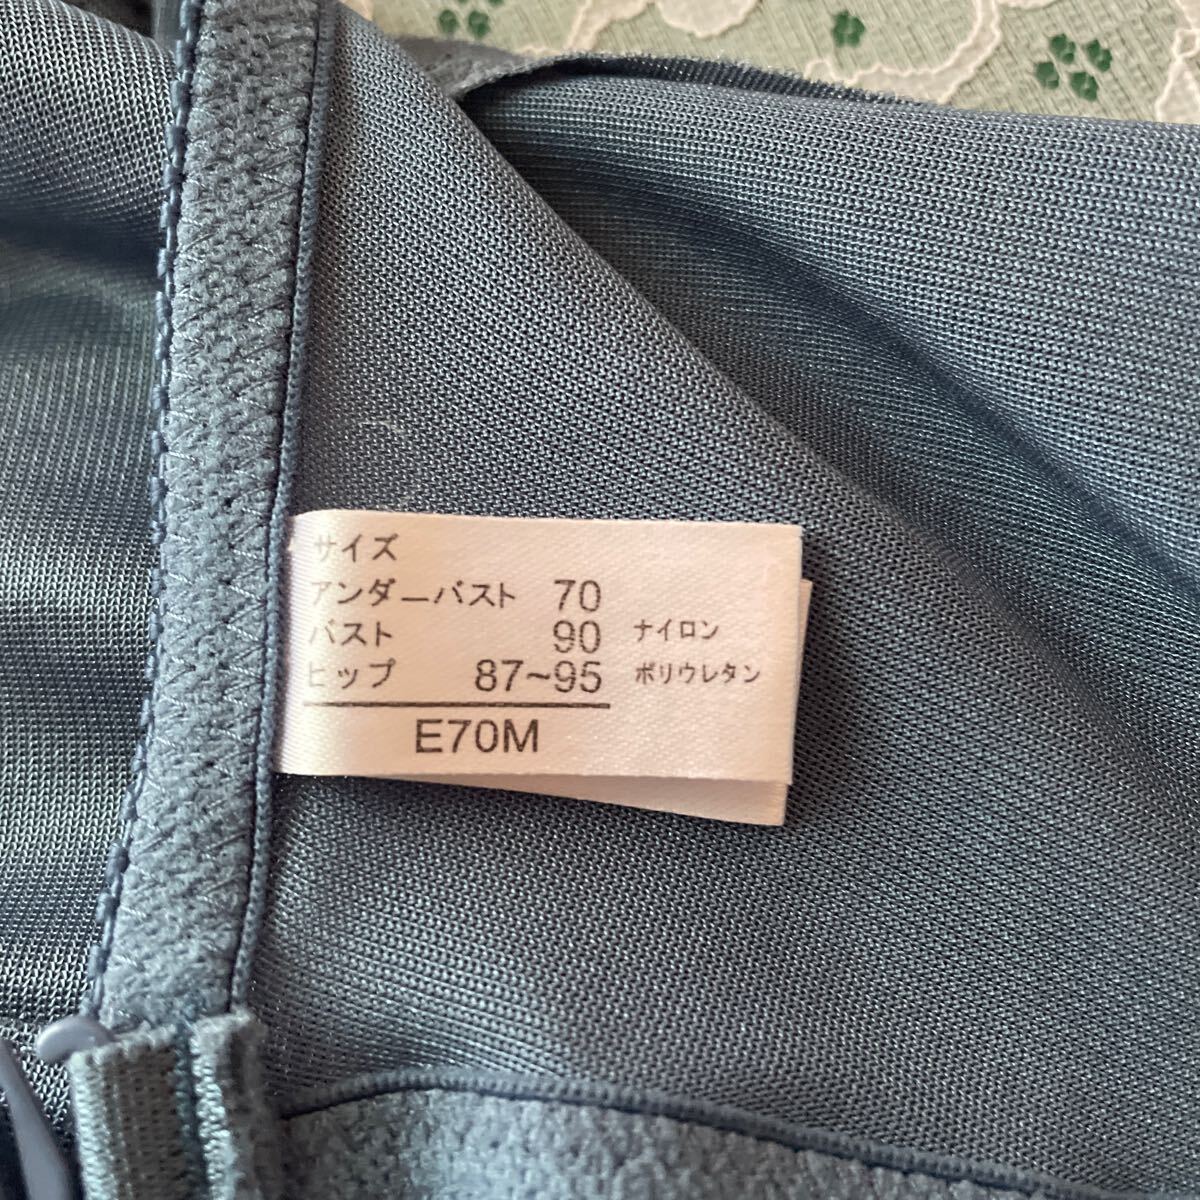 サイズ
アンダーバスト 70
バスト 90 ナイロン
ヒップ 87~95 ポリウレタン
E70M